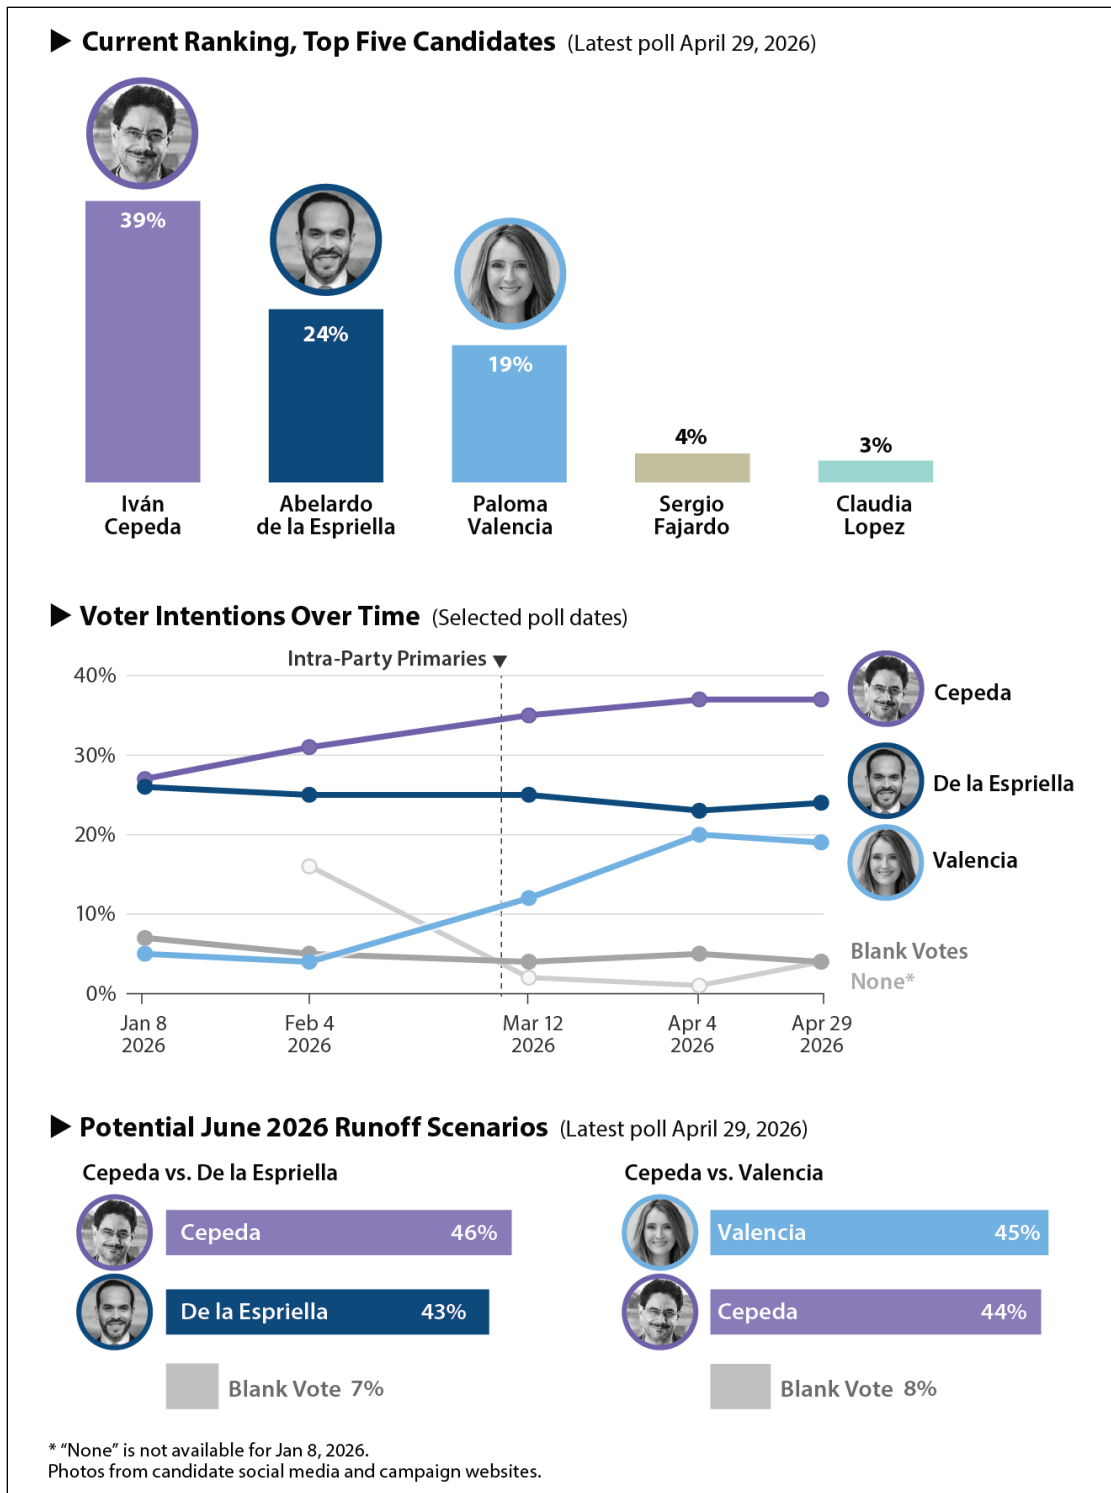 ▶ Current Ranking, Top Five Candidates (Latest poll April 29, 2026)
39%
24%
19%
4%
3%
Iván
Cepeda
Abelardo
de la Espriella
Paloma
Valencia
Sergio
Fajardo
Claudia
Lopez
▶ Voter Intentions Over Time (Selected poll dates)
Intra-Party Primaries ▼
40%
30%
20%
10%
0%
Cepeda
De la Espriella
Valencia
Blank Votes
None*
Jan 8
2026
Feb 4
2026
Mar 12
2026
Apr 4
2026
Apr 29
2026
▶ Potential June 2026 Runoff Scenarios (Latest poll April 29, 2026)
Cepeda vs. De la Espriella
Cepeda 46%
De la Espriella 43%
Blank Vote 7%
Cepeda vs. Valencia
Valencia 45%
Cepeda 44%
Blank Vote 8%
* “None” is not available for Jan 8, 2026.
Photos from candidate social media and campaign websites.